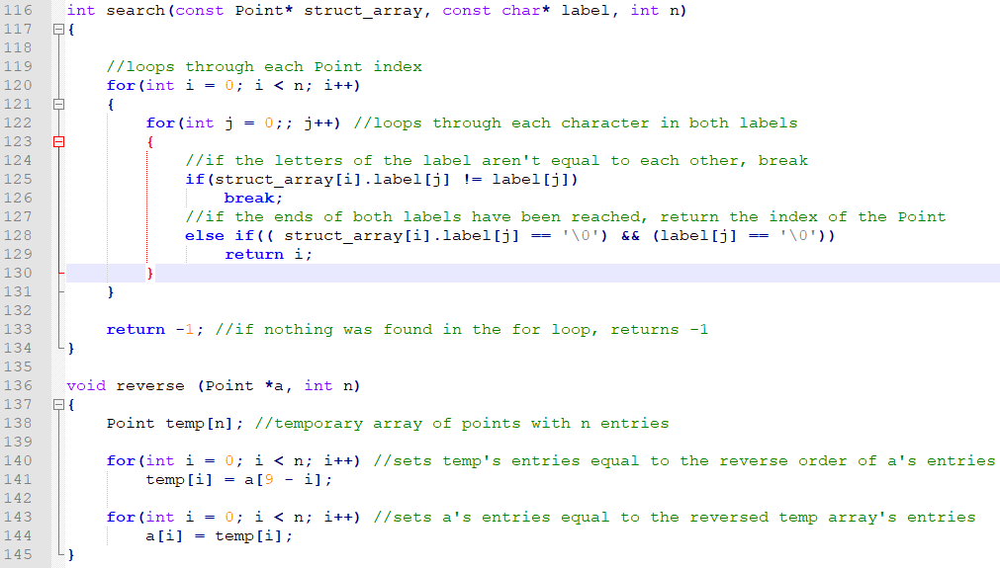 116 int search(const Point* struct_array, const char* label, int n)
117 {
118
119 //loops through each Point index
120 for(int i = 0; i < n; i++)
121 {
122 for(int j = 0;; j++) //loops through each character in both labels
123 {
124 //if the letters of the label aren't equal to each other, break
125 if(struct_array[i].label[j] != label[j])
126 break;
127 //if the ends of both labels have been reached, return the index of the Point
128 else if(( struct_array[i].label[j] == '\0') && (label[j] == '\0'))
129 return i;
130 }
131 }
132
133 return -1; //if nothing was found in the for loop, returns -1
134 }
135
136 void reverse (Point *a, int n)
137 {
138 Point temp[n]; //temporary array of points with n entries
139
140 for(int i = 0; i < n; i++) //sets temp's entries equal to the reverse order of a's entries
141 temp[i] = a[9 - i];
142
143 for(int i = 0; i < n; i++) //sets a's entries equal to the reversed temp array's entries
144 a[i] = temp[i];
145 }